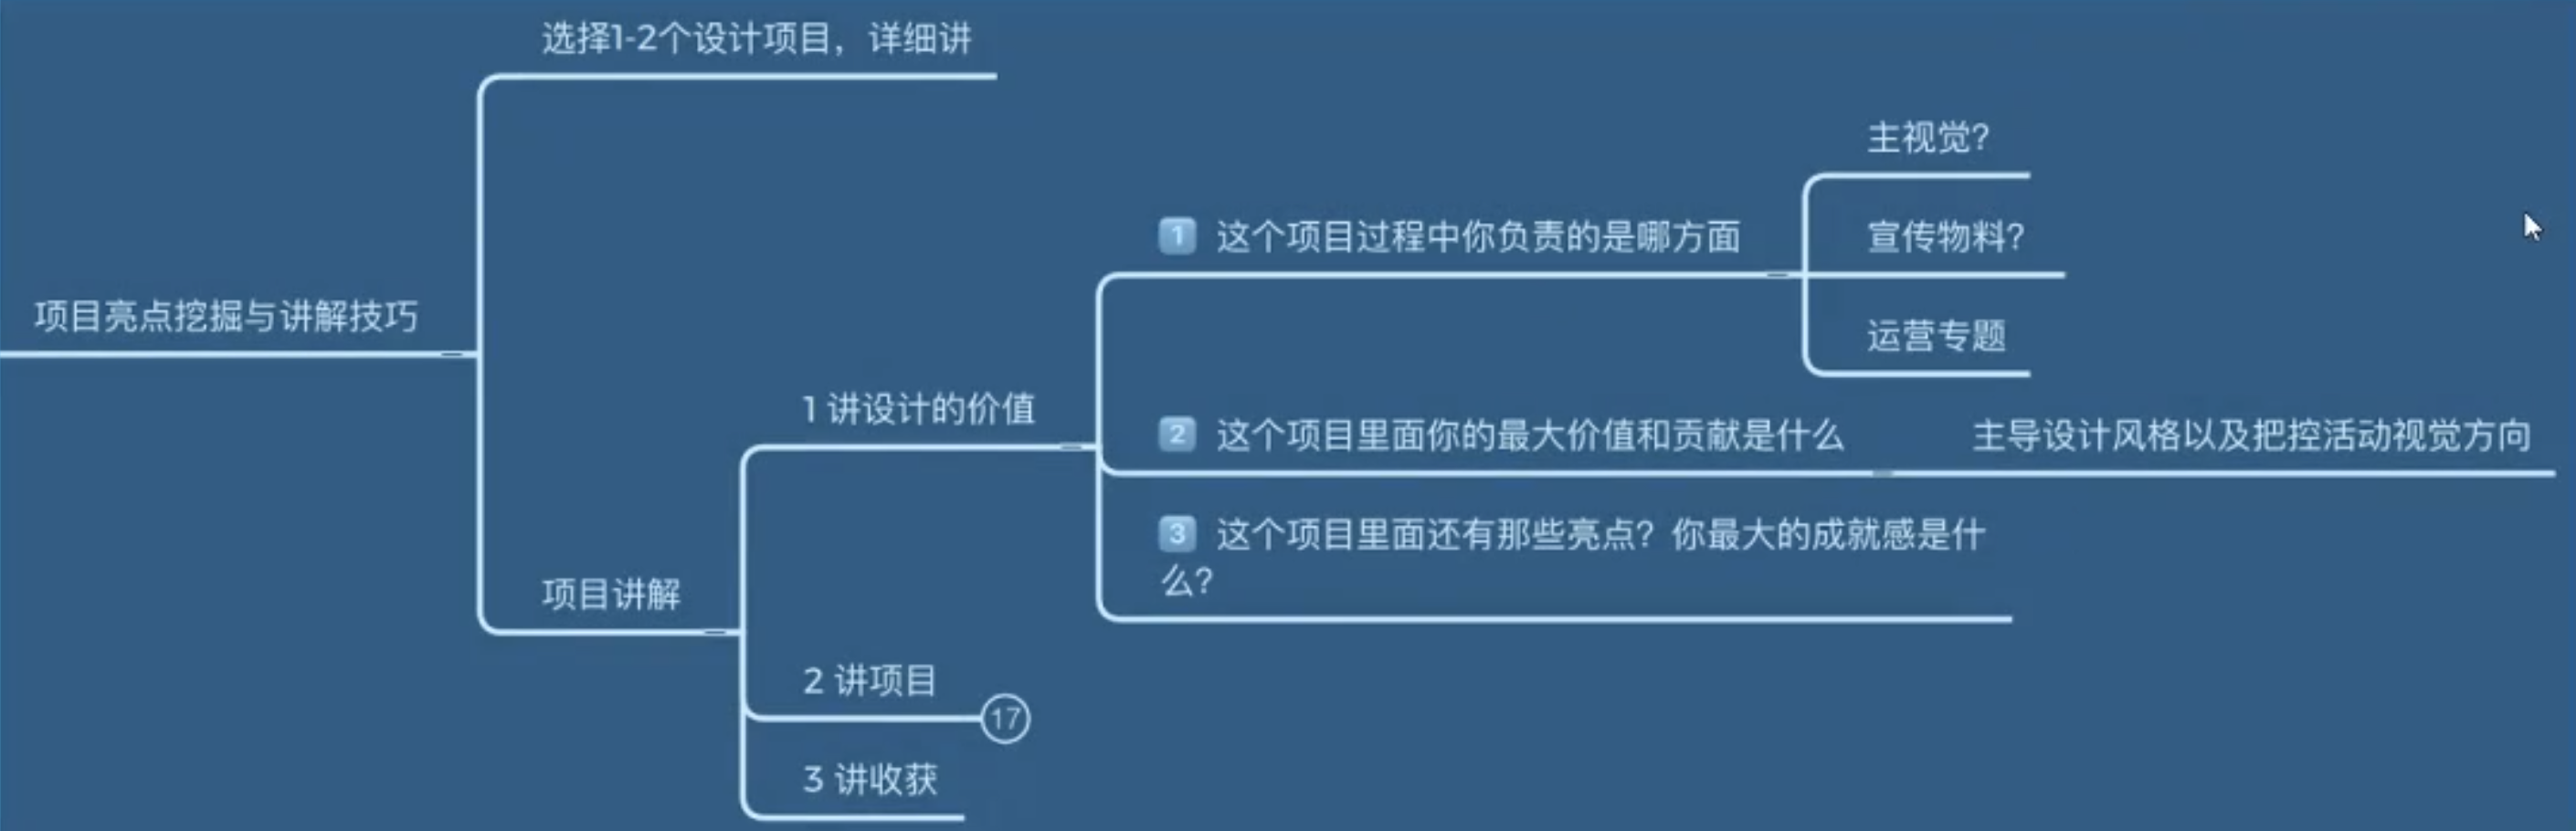 选择1-2个设计项目，详细讲
主视觉?
1 这个项目过程中你负责的是哪方面
宣传物料?
项目亮点挖掘与讲解技巧
运营专题
1 讲设计的价值
2 这个项目里面你的最大价值和贡献是什么
主导设计风格以及把控活动视觉方向
3 这个项目里面还有那些亮点？你最大的成就感是什
么?
项目讲解
2 讲项目
17
3 讲收获